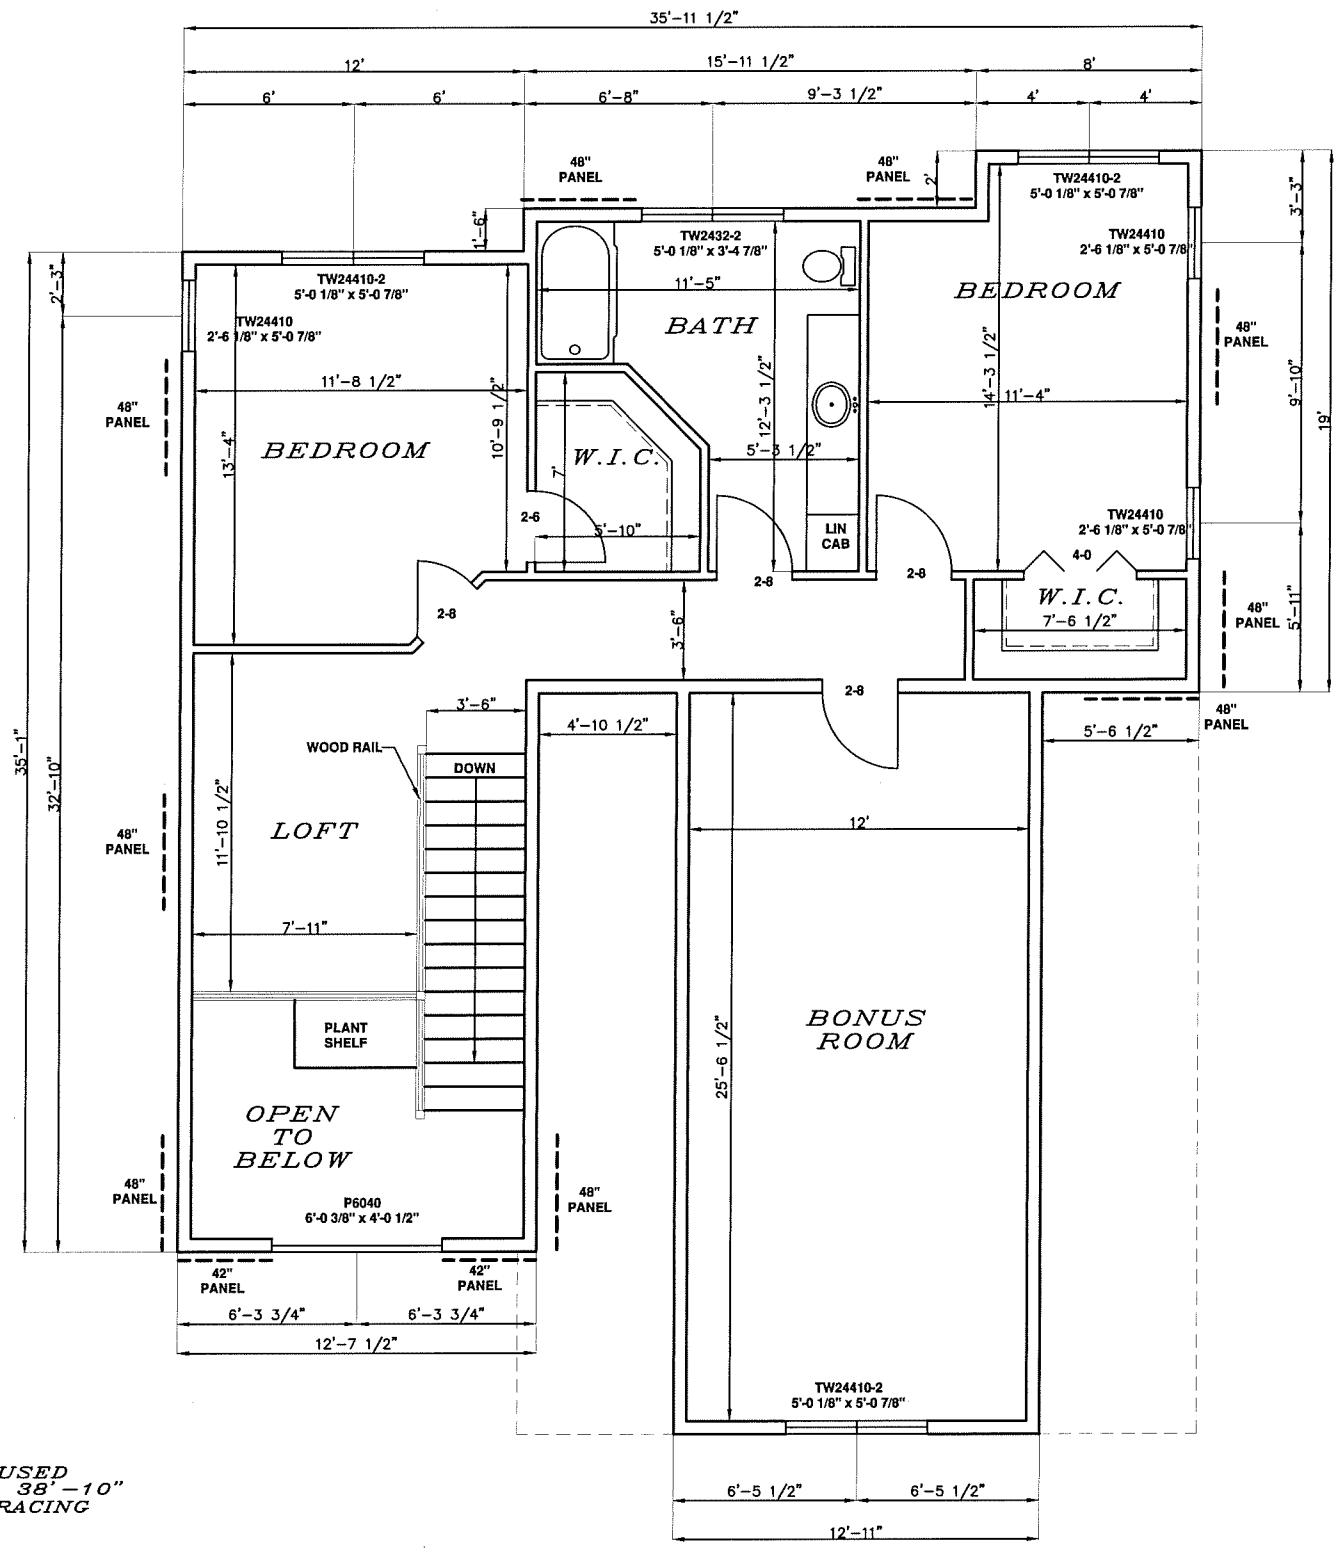 35'-11 1/2"
12'
15'-11 1/2"
8'
6'
6'
6'-8"
9'-3 1/2"
4'
4'
48"
PANEL
48"
PANEL
2'
TW24410-2
5'-0 1/8" x 5'-0 7/8"
3'-3"
1'-6"
TW2432-2
5'-0 1/8" x 3'-4 7/8"
TW24410
2'-6 1/8" x 5'-0 7/8"
2'-3"
TW24410-2
5'-0 1/8" x 5'-0 7/8"
11'-5"
BEDROOM
TW24410
2'-6 1/8" x 5'-0 7/8"
BATH
48"
PANEL
11'-8 1/2"
10'-9 1/2"
12'-3 1/2"
14'-3 1/2"
11'-4"
9'-10"
19'
48"
PANEL
BEDROOM
13'-4"
7'
W.I.C.
5'-3 1/2"
2-6
5'-10"
LIN
CAB
TW24410
2'-6 1/8" x 5'-0 7/8"
4-0
2-8
2-8
2-8
W.I.C.
7'-6 1/2"
48"
PANEL
5'-11"
3'-6"
2-8
3'-6"
4'-10 1/2"
48"
PANEL
5'-6 1/2"
WOOD RAIL
DOWN
35'-1"
32'-10"
11'-10 1/2"
LOFT
48"
PANEL
12'
7'-11"
PLANT
SHELF
BONUS
ROOM
25'-6 1/2"
OPEN
TO
BELOW
48"
PANEL
P6040
6'-0 3/8" x 4'-0 1/2"
48"
PANEL
42"
PANEL
42"
PANEL
6'-3 3/4"
6'-3 3/4"
12'-7 1/2"
TW24410-2
5'-0 1/8" x 5'-0 7/8"
USED
38'-10"
RACING
6'-5 1/2"
6'-5 1/2"
12'-11"